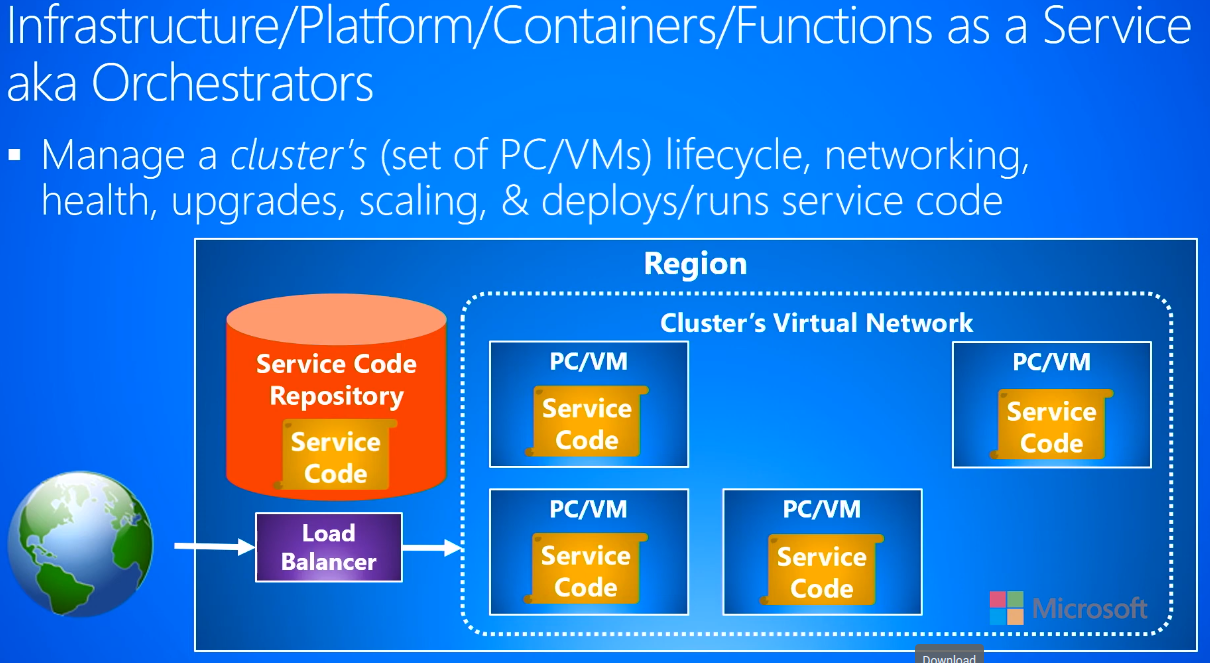 Infrastructure/Platform/Containers/Functions as a Service
aka Orchestrators
▪ Manage a cluster's (set of PC/VMs) lifecycle, networking,
health, upgrades, scaling, & deploys/runs service code
Region
Service Code
Repository
Service
Code
Load
Balancer
Cluster's Virtual Network
PC/VM
Service
Code
PC/VM
Service
Code
PC/VM
Service
Code
PC/VM
Service
Code
Microsoft
Download